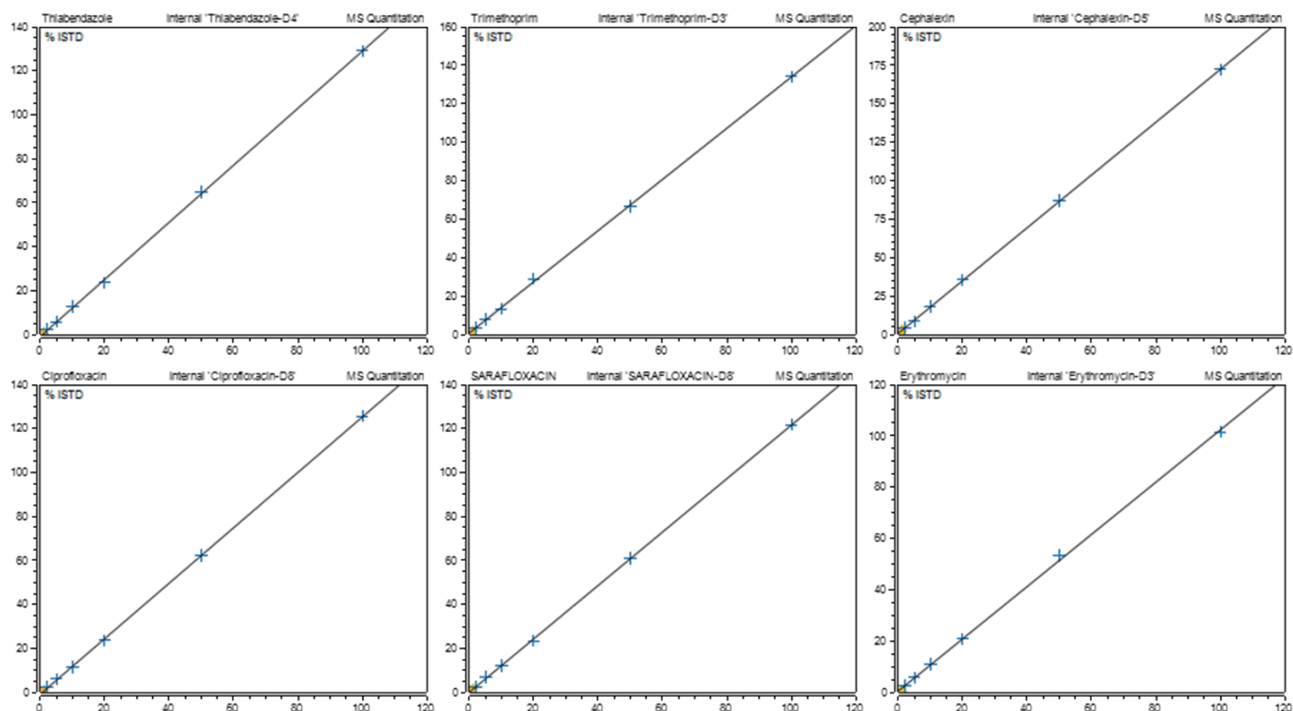 Thiabendazole Internal 'Thiabendazole-D4' MS Quantitation
% ISTD
140
120
100
80
60
40
20
0
0 20 40 60 80 100 120
Trimethoprim Internal 'Trimethoprim-D3' MS Quantitation
% ISTD
160
140
120
100
80
60
40
20
0
0 20 40 60 80 100 120
Cephalexin Internal 'Cephalexin-D5' MS Quantitation
% ISTD
200
175
150
125
100
75
50
25
0
0 20 40 60 80 100 120
Ciprofloxacin Internal 'Ciprofloxacin-D8' MS Quantitation
% ISTD
140
120
100
80
60
40
20
0
0 20 40 60 80 100 120
SARAFLOXACIN Internal 'SARAFLOXACIN-D8' MS Quantitation
% ISTD
140
120
100
80
60
40
20
0
0 20 40 60 80 100 120
Erythromycin Internal 'Erythromycin-D3' MS Quantitation
% ISTD
120
100
80
60
40
20
0
0 20 40 60 80 100 120